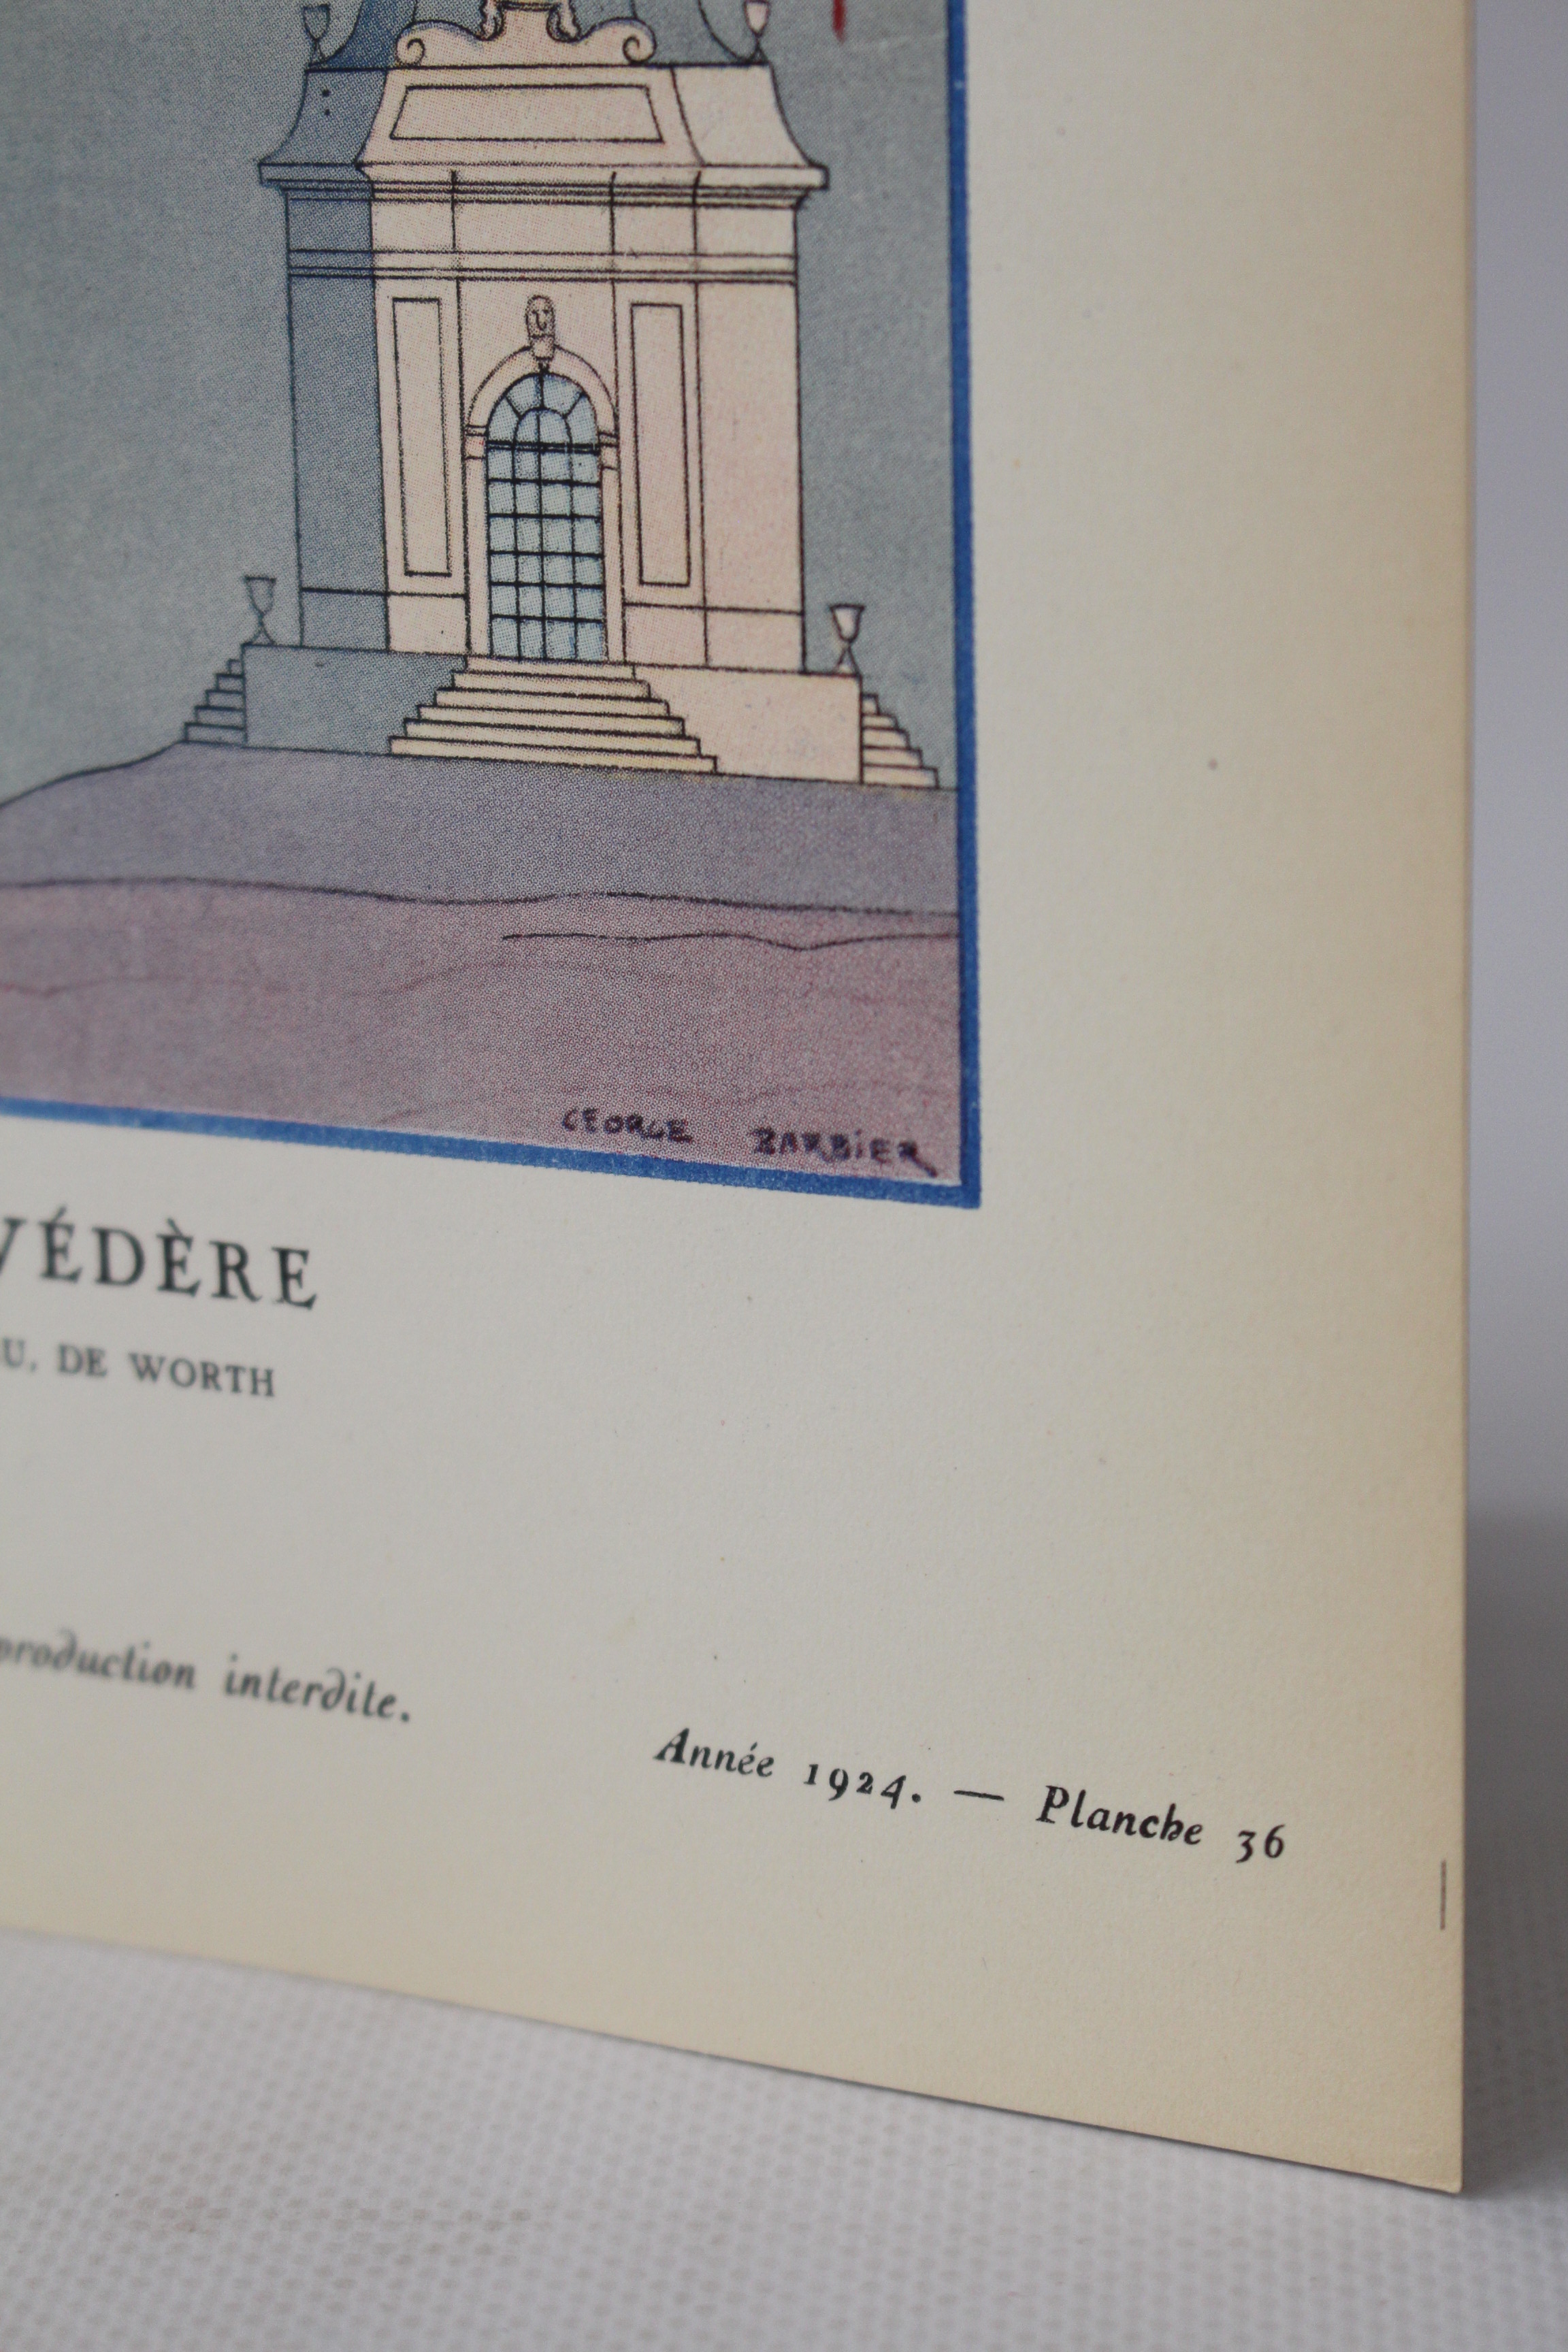 GEORGE BARBIER
VÉDÈRE
U, DE WORTH
production interdite.
Année 1924. — Planche 36